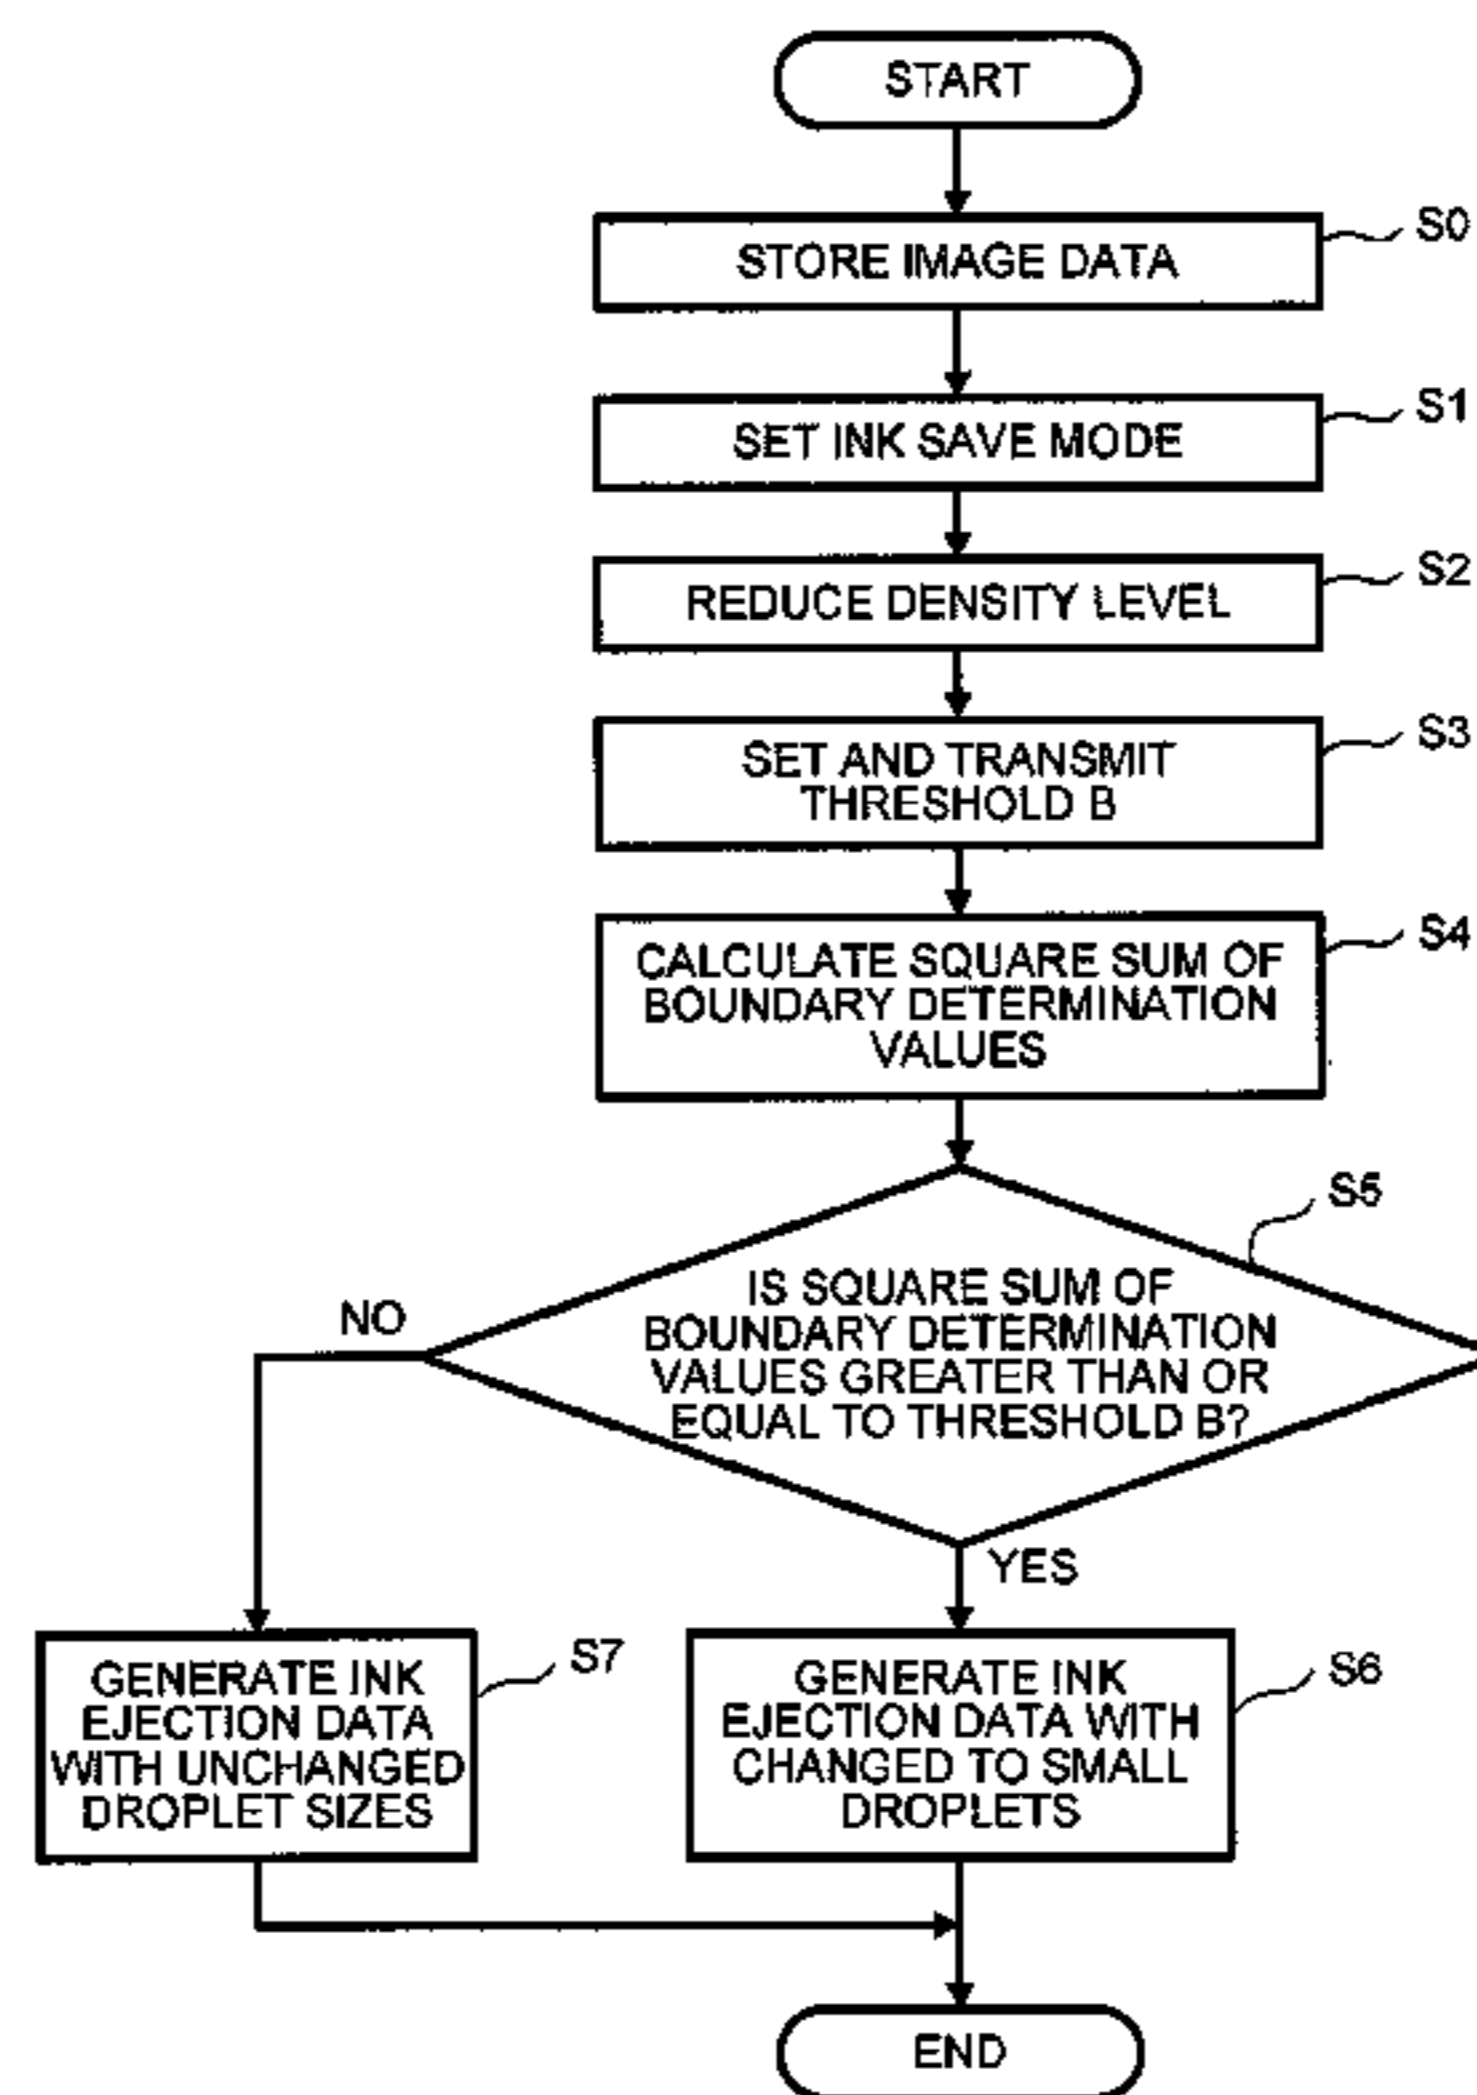 START
STORE IMAGE DATA
S0
SET INK SAVE MODE
S1
REDUCE DENSITY LEVEL
S2
SET AND TRANSMIT
THRESHOLD B
S3
CALCULATE SQUARE SUM OF
BOUNDARY DETERMINATION
VALUES
S4
IS SQUARE SUM OF
BOUNDARY DETERMINATION
VALUES GREATER THAN OR
EQUAL TO THRESHOLD B?
S5
NO
YES
GENERATE INK
EJECTION DATA
WITH UNCHANGED
DROPLET SIZES
S7
GENERATE INK
EJECTION DATA WITH
CHANGED TO SMALL
DROPLETS
S6
END